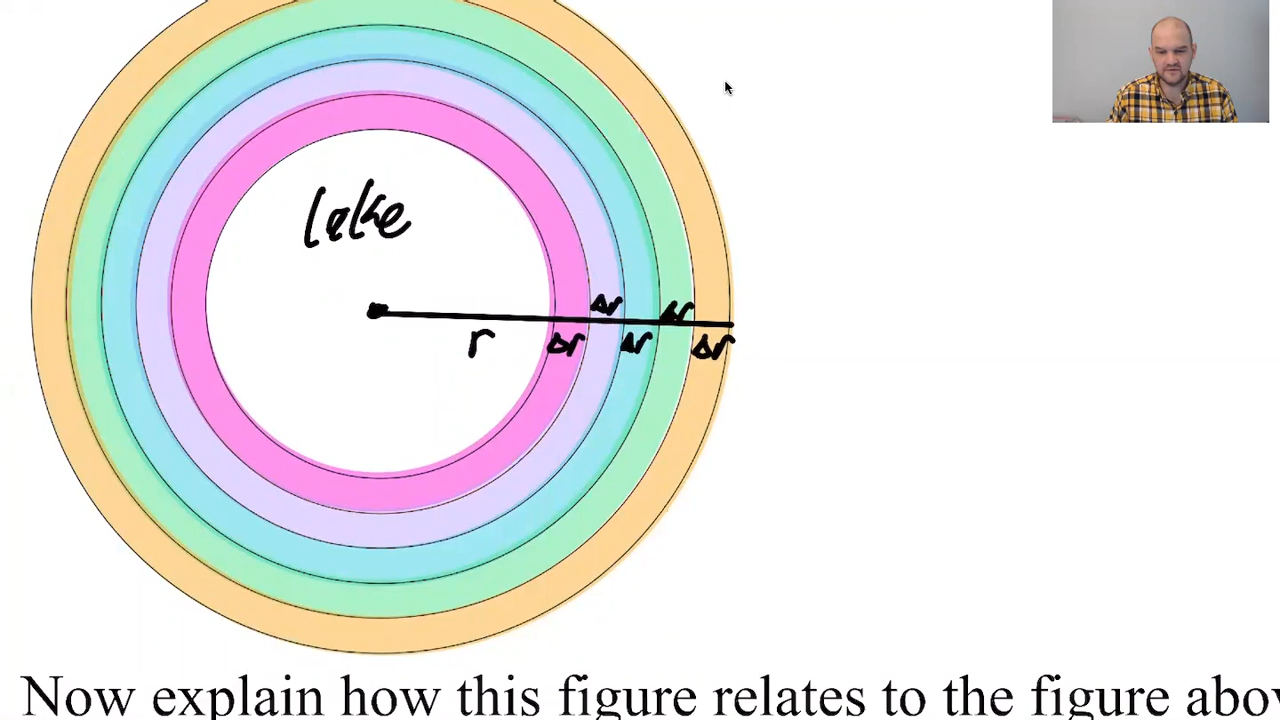 lake
Δr Δr
r Δr Δr Δr
Now explain how this figure relates to the figure abov